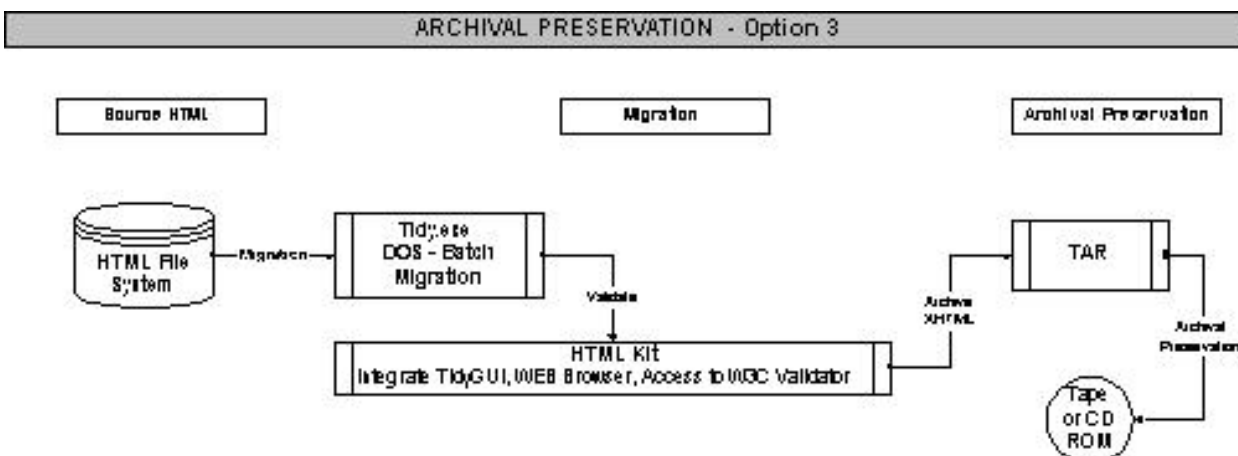 ARCHIVAL PRESERVATION - Option 3
Source HTML
Migration
Archival Preservation
HTML File
System
Migration
Tidy.exe
DOS - Batch
Migration
Validate
HTML Kit
Integrate TidyGUI, WEB Browser, Access to W3C Validator
Archive
XHTML
TAR
Archival
Preservation
Tape
or CD
ROM